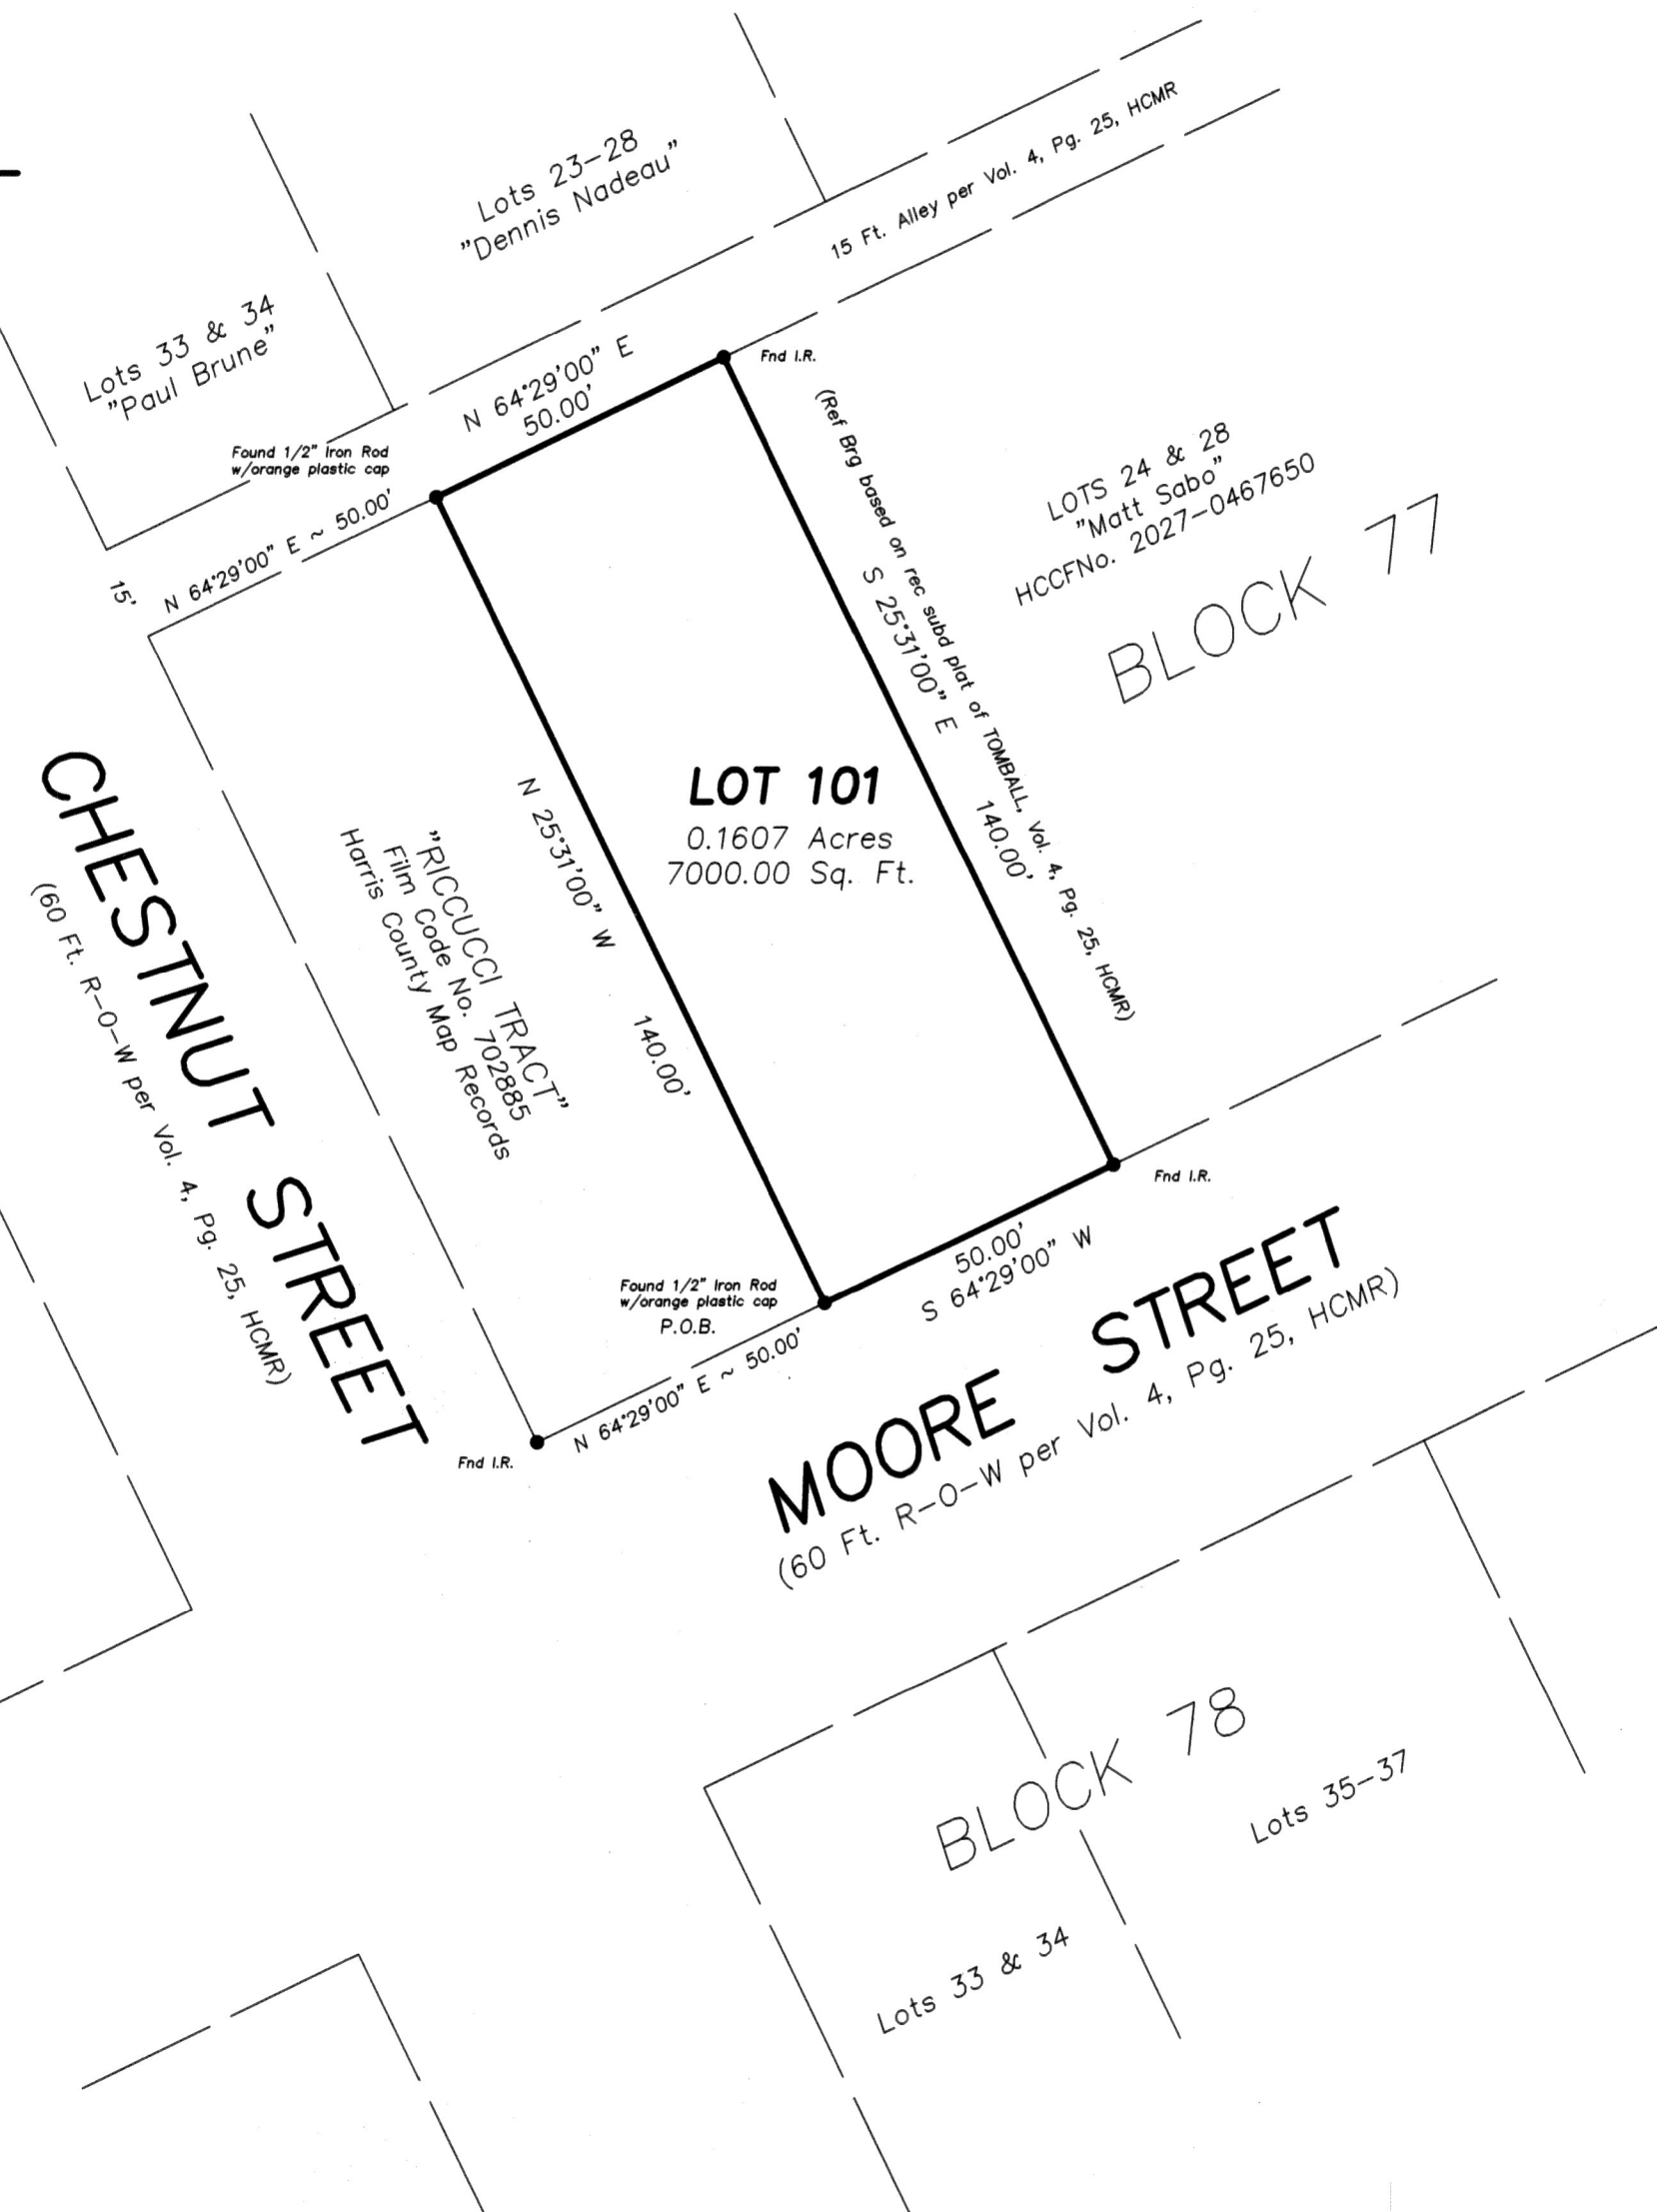 Lots 23-28
"Dennis Nadeau"
15 Ft. Alley per Vol. 4, Pg. 25, HCMR
Lots 33 & 34
"Paul Brune"
N 64°29'00" E
50.00'
Fnd I.R.
Found 1/2" Iron Rod
w/orange plastic cap
N 64°29'00" E ~ 50.00'
15'
(Ref Brg based on rec subd plat of TOMBALL, Vol. 4, Pg. 25, HCMR)
S 25°31'00" E 140.00'
LOTS 24 & 28
"Matt Sabo"
HCCFNo. 2027-0467650
BLOCK 77
LOT 101
0.1607 Acres
7000.00 Sq. Ft.
N 25°31'00" W 140.00'
"RICCUCCI TRACT"
Film Code No. 702885
Harris County Map Records
CHESTNUT STREET
(60 Ft. R-O-W per Vol. 4, Pg. 25, HCMR)
Fnd I.R.
50.00'
S 64°29'00" W
Found 1/2" Iron Rod
w/orange plastic cap
P.O.B.
N 64°29'00" E ~ 50.00'
Fnd I.R.
MOORE STREET
(60 Ft. R-O-W per Vol. 4, Pg. 25, HCMR)
BLOCK 78
Lots 35-37
Lots 33 & 34